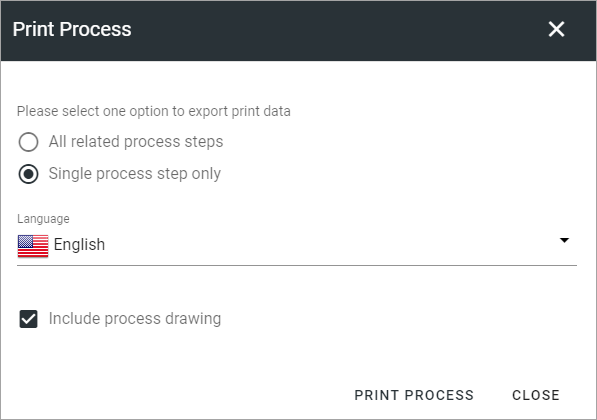 Print Process
Please select one option to export print data
All related process steps
Single process step only
Language
English
Include process drawing
PRINT PROCESS CLOSE